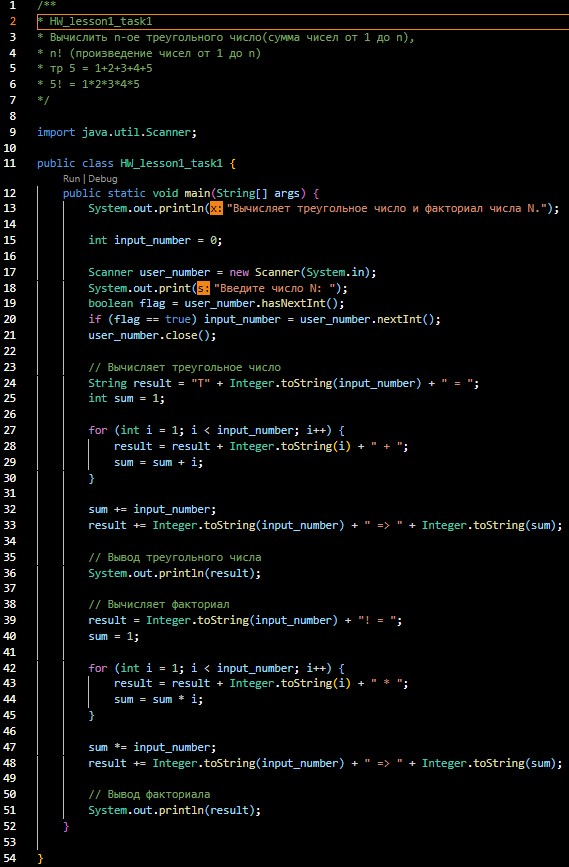 1 /**
2 * HW_lesson1_task1
3 * Вычислить n-ое треугольного число(сумма чисел от 1 до n),
4 * n! (произведение чисел от 1 до n)
5 * тр 5 = 1+2+3+4+5
6 * 5! = 1*2*3*4*5
7 */
8
9 import java.util.Scanner;
10
11 public class HW_lesson1_task1 {
Run | Debug
12     public static void main(String[] args) {
13         System.out.println(x: "Вычисляет треугольное число и факториал числа N.");
14
15         int input_number = 0;
16
17         Scanner user_number = new Scanner(System.in);
18         System.out.print(s: "Введите число N: ");
19         boolean flag = user_number.hasNextInt();
20         if (flag == true) input_number = user_number.nextInt();
21         user_number.close();
22
23         // Вычисляет треугольное число
24         String result = "T" + Integer.toString(input_number) + " = ";
25         int sum = 1;
26
27         for (int i = 1; i < input_number; i++) {
28             result = result + Integer.toString(i) + " + ";
29             sum = sum + i;
30         }
31
32         sum += input_number;
33         result += Integer.toString(input_number) + " => " + Integer.toString(sum);
34
35         // Вывод треугольного числа
36         System.out.println(result);
37
38         // Вычисляет факториал
39         result = Integer.toString(input_number) + "! = ";
40         sum = 1;
41
42         for (int i = 1; i < input_number; i++) {
43             result = result + Integer.toString(i) + " * ";
44             sum = sum * i;
45         }
46
47         sum *= input_number;
48         result += Integer.toString(input_number) + " => " + Integer.toString(sum);
49
50         // Вывод факториала
51         System.out.println(result);
52     }
53
54 }